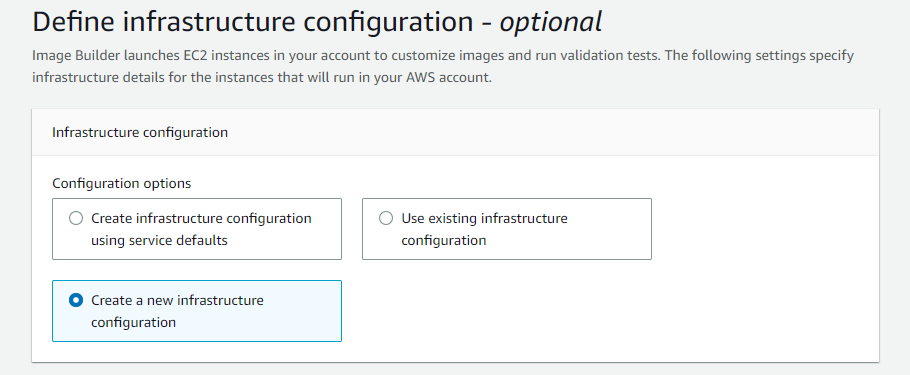 Define infrastructure configuration - optional
Image Builder launches EC2 instances in your account to customize images and run validation tests. The following settings specify
infrastructure details for the instances that will run in your AWS account.
Infrastructure configuration
Configuration options
Create infrastructure configuration
using service defaults
Use existing infrastructure
configuration
Create a new infrastructure
configuration